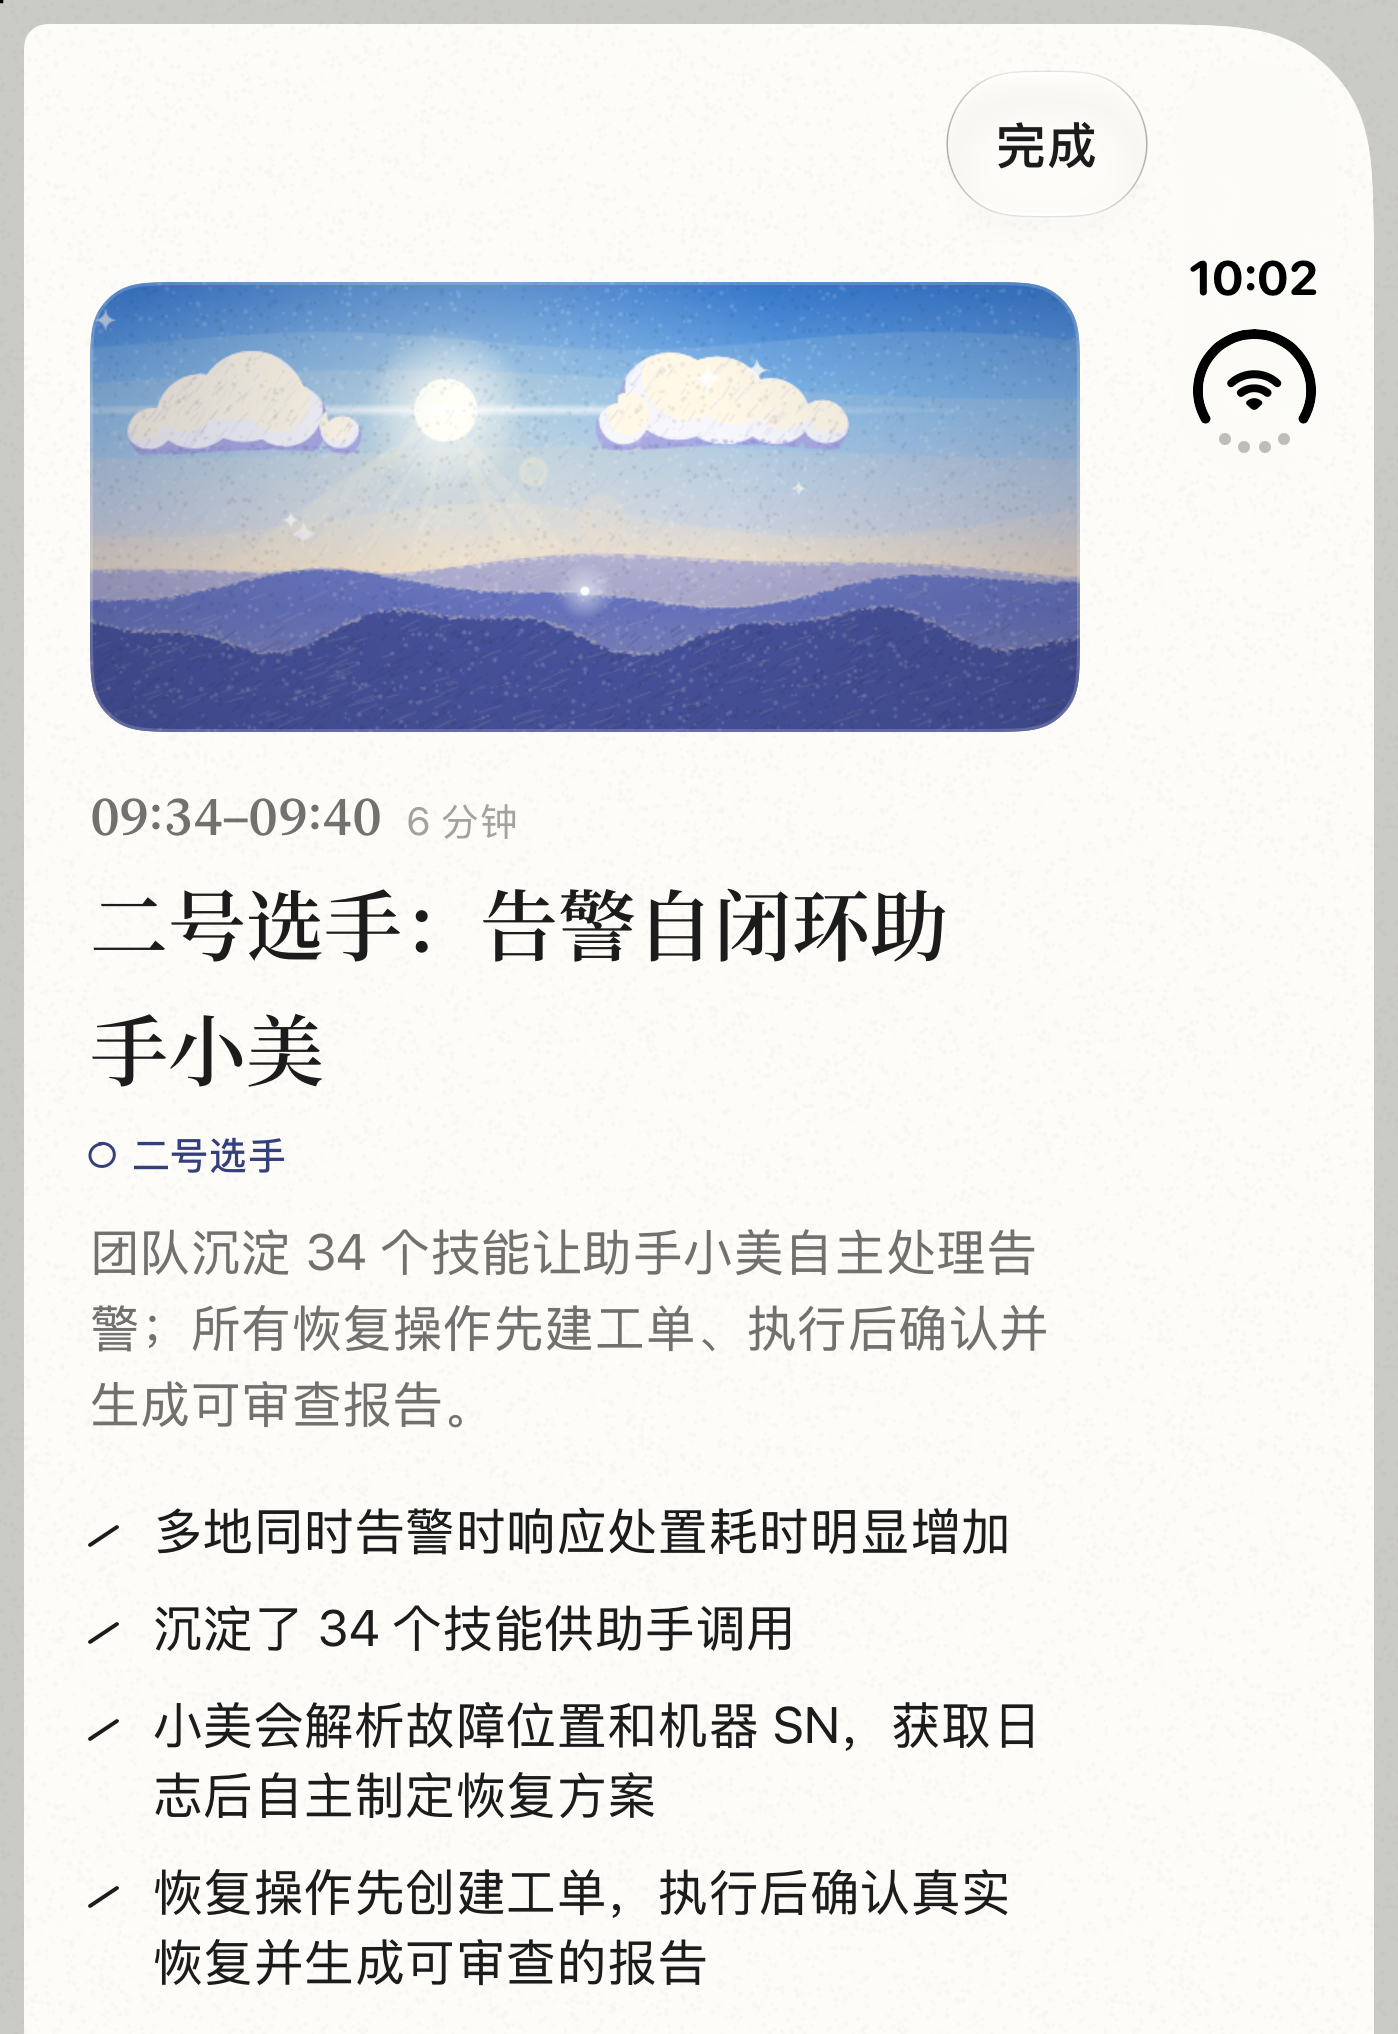 完成
10:02
09:34–09:40 6 分钟
二号选手：告警自闭环助
手小美
二号选手
团队沉淀 34 个技能让助手小美自主处理告
警；所有恢复操作先建工单、执行后确认并
生成可审查报告。
多地同时告警时响应处置耗时明显增加
沉淀了 34 个技能供助手调用
小美会解析故障位置和机器 SN，获取日
志后自主制定恢复方案
恢复操作先创建工单，执行后确认真实
恢复并生成可审查的报告